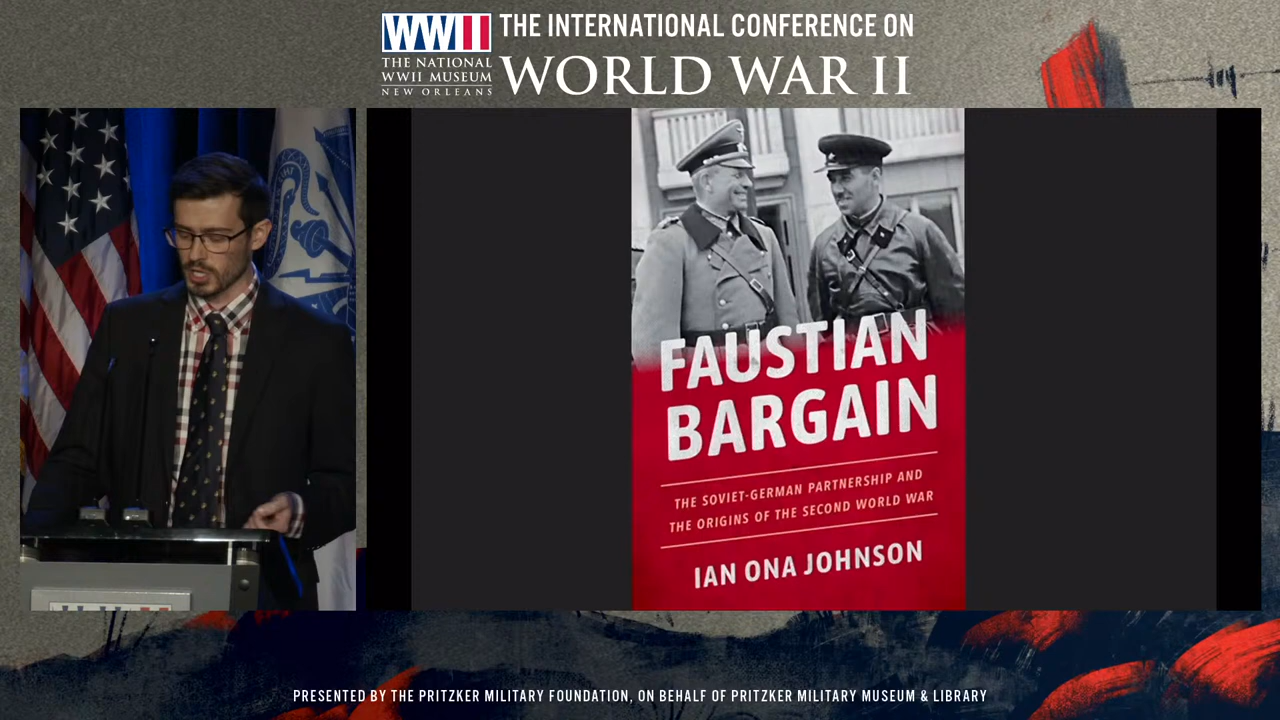 WWII
THE NATIONAL
WWII MUSEUM
NEW ORLEANS
THE INTERNATIONAL CONFERENCE ON
WORLD WAR II
FAUSTIAN
BARGAIN
THE SOVIET-GERMAN PARTNERSHIP AND
THE ORIGINS OF THE SECOND WORLD WAR
IAN ONA JOHNSON
PRESENTED BY THE PRITZKER MILITARY FOUNDATION, ON BEHALF OF PRITZKER MILITARY MUSEUM & LIBRARY